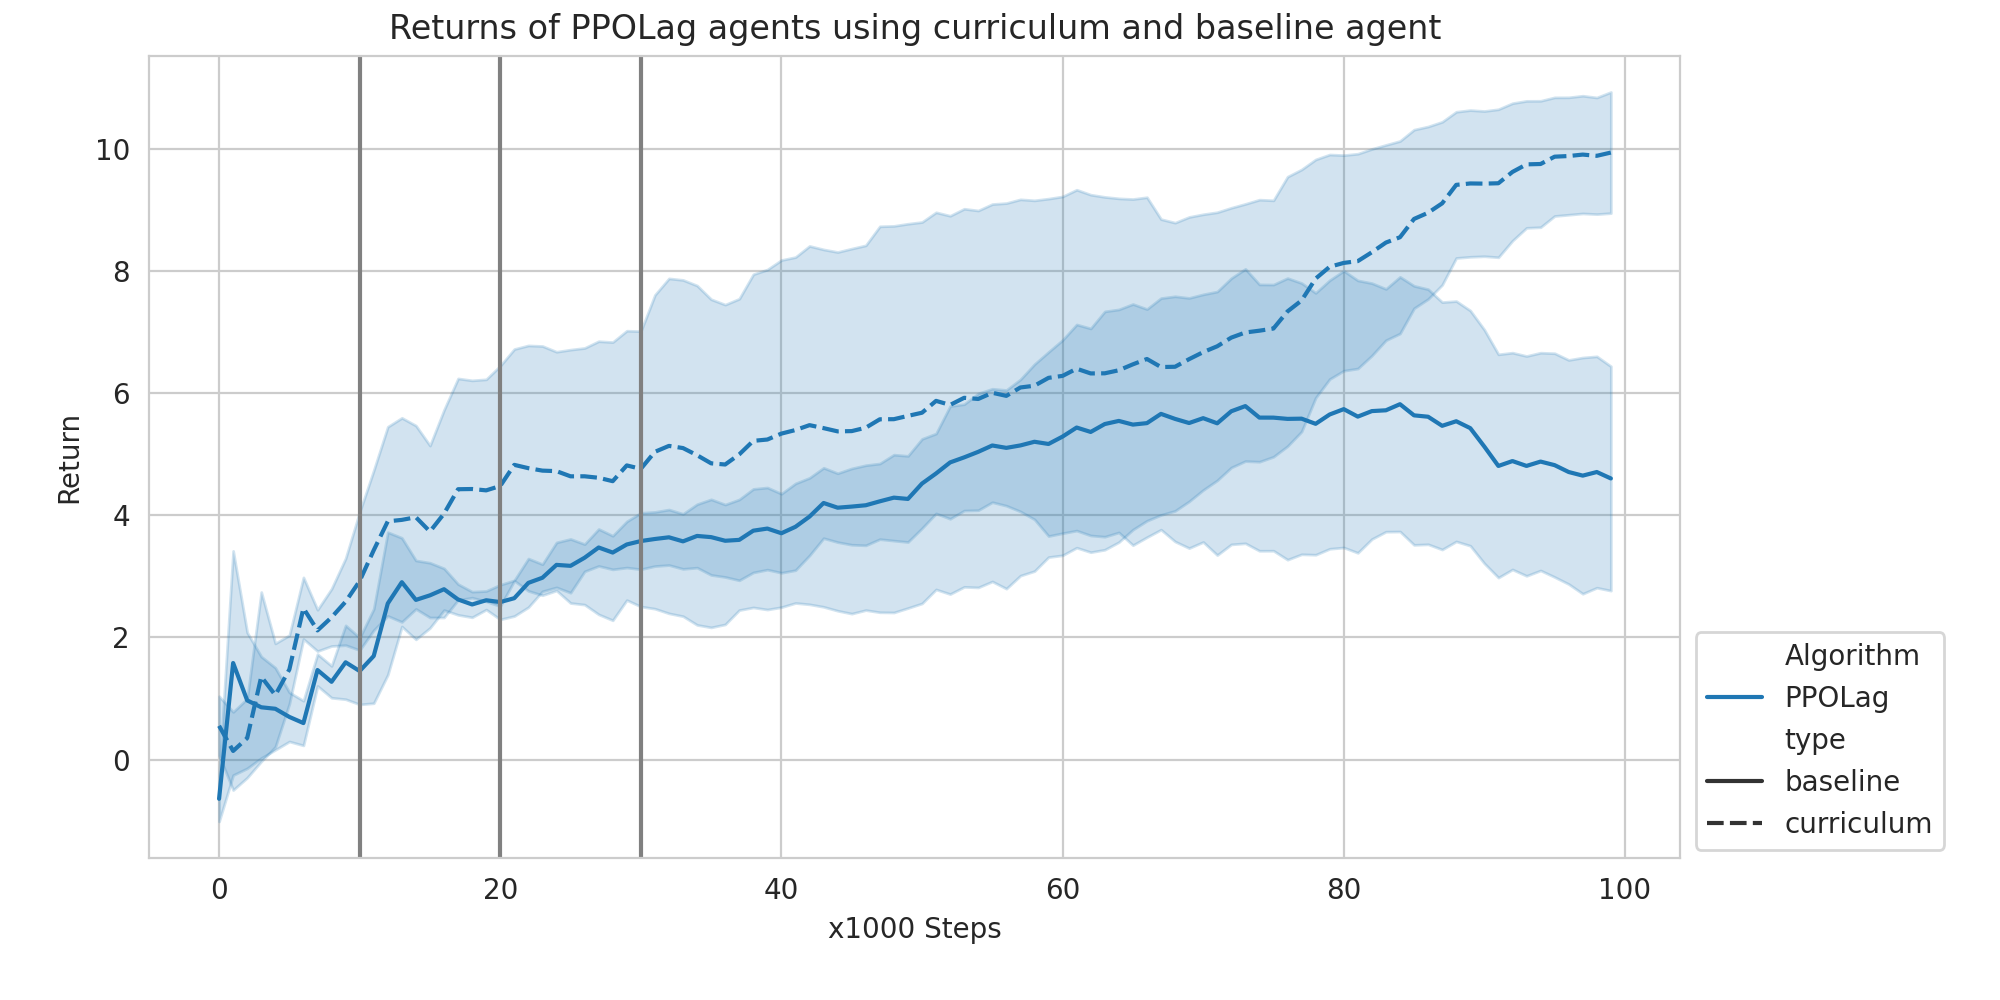 Returns of PPOLag agents using curriculum and baseline agent
Return
10
8
6
4
2
0
0 20 40 60 80 100
x1000 Steps
Algorithm
PPOLag
type
baseline
curriculum